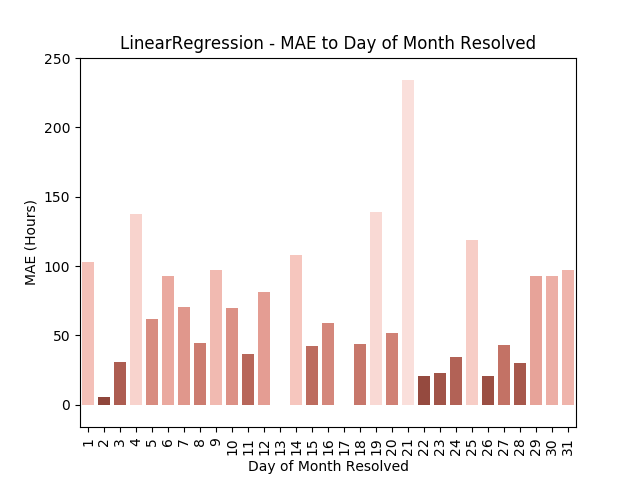 LinearRegression - MAE to Day of Month Resolved
250
200
150
100
50
0
MAE (Hours)
1 2 3 4 5 6 7 8 9 10 11 12 13 14 15 16 17 18 19 20 21 22 23 24 25 26 27 28 29 30 31
Day of Month Resolved